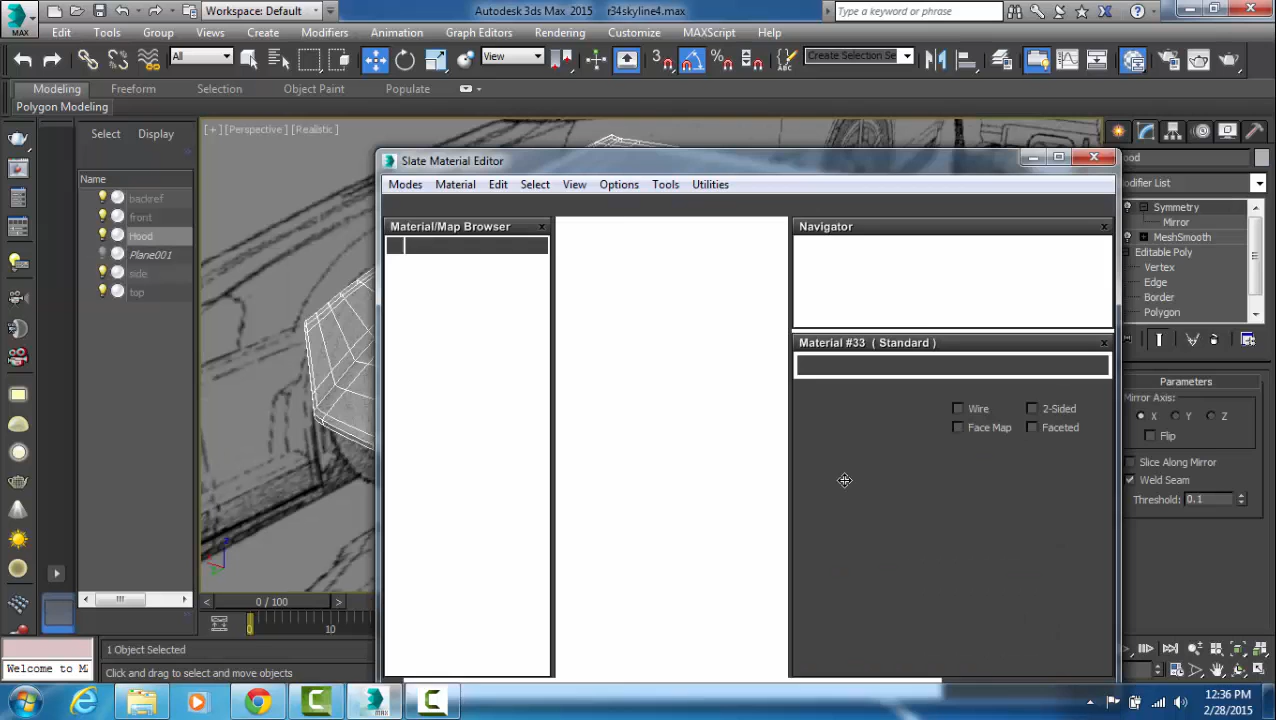 Workspace: Default
Autodesk 3ds Max 2015 r34skyline4.max
Type a keyword or phrase
MAX
Edit Tools Group Views Create Modifiers Animation Graph Editors Rendering Customize MAXScript Help
All
View
3
Create Selection Se
Modeling Freeform Selection Object Paint Populate
Polygon Modeling
Select Display
[ + ] [Perspective ] [Realistic ]
Name
backref
front
Hood
Plane001
side
top
Slate Material Editor
Modes Material Edit Select View Options Tools Utilities
Material/Map Browser
Navigator
Material #33 ( Standard )
Wire 2-Sided
Face Map Faceted
ood
odifier List
Symmetry
Mirror
MeshSmooth
Editable Poly
Vertex
Edge
Border
Polygon
Parameters
Mirror Axis:
X Y Z
Flip
Slice Along Mirror
Weld Seam
Threshold: 0.1
0 / 100
0 10
1 Object Selected
Welcome to M
Click and drag to select and move objects
12:36 PM
2/28/2015